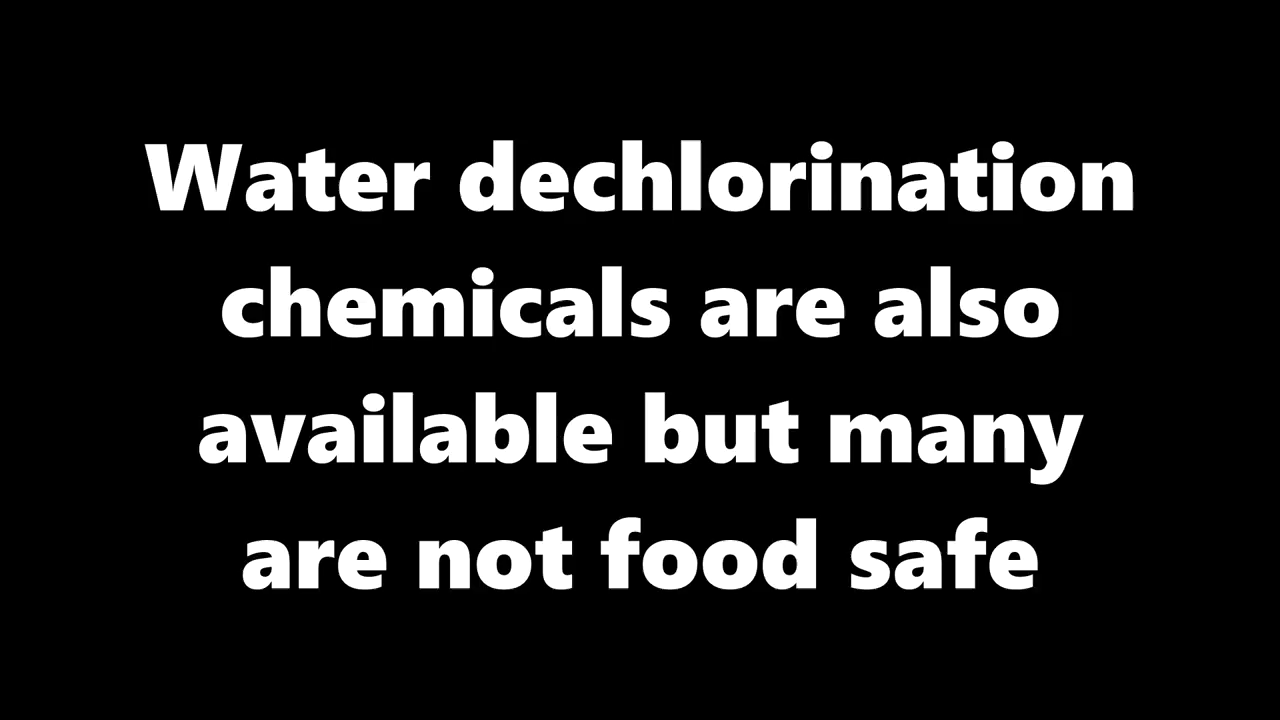 Water dechlorination
chemicals are also
available but many
are not food safe